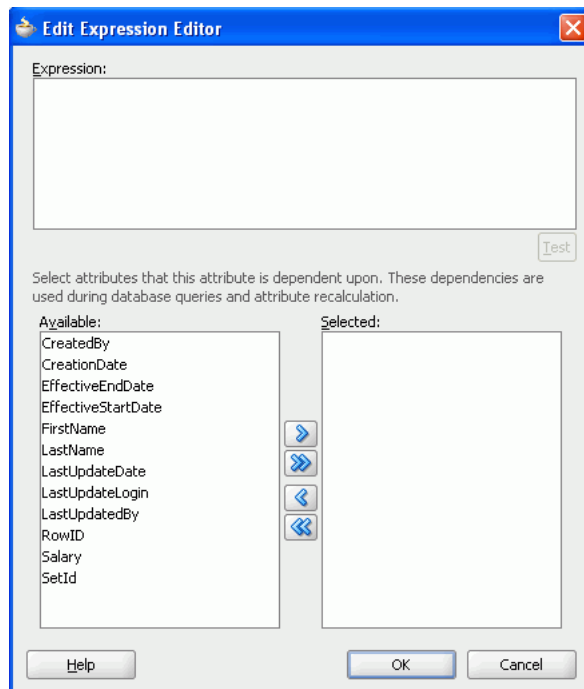 Edit Expression Editor
Expression:
Test
Select attributes that this attribute is dependent upon. These dependencies are
used during database queries and attribute recalculation.
Available:
Selected:
CreatedBy
CreationDate
EffectiveEndDate
EffectiveStartDate
FirstName
LastName
LastUpdateDate
LastUpdateLogin
LastUpdatedBy
RowID
Salary
SetId
Help
OK
Cancel